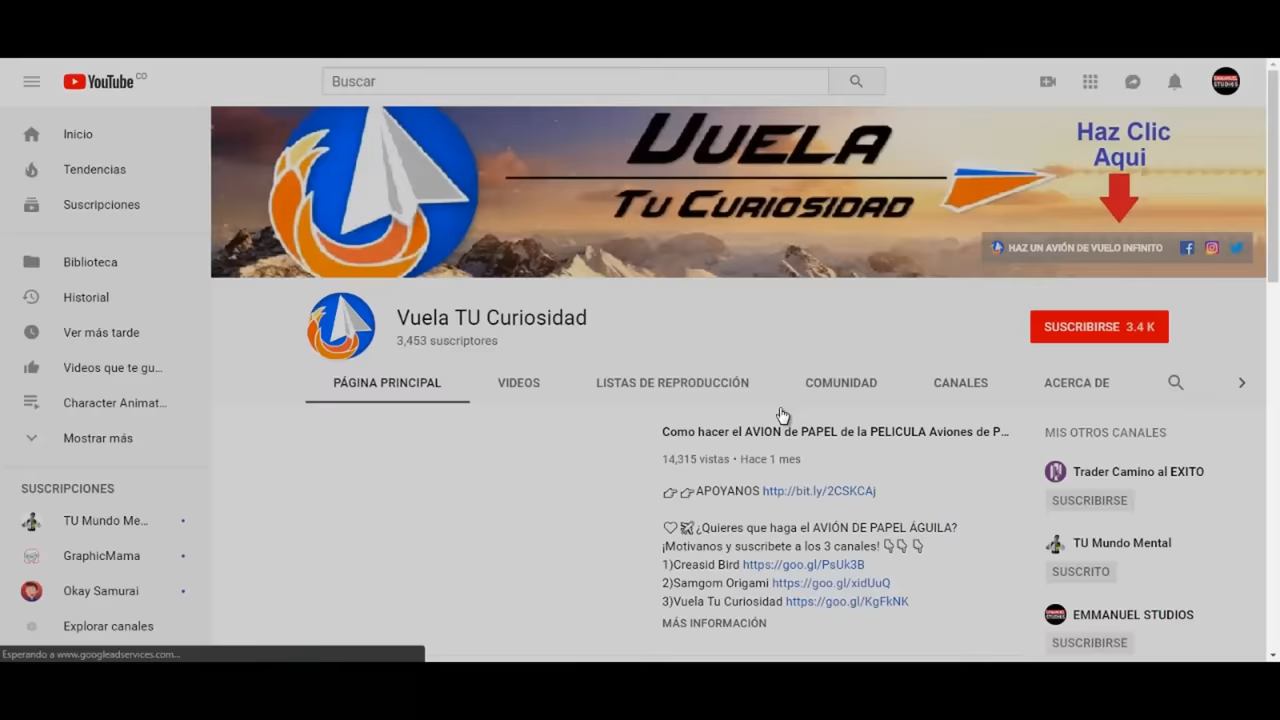 YouTube CO
Buscar
Inicio
Tendencias
Suscripciones
Biblioteca
Historial
Ver más tarde
Videos que te gu...
Character Animat...
Mostrar más
SUSCRIPCIONES
TU Mundo Me...
GraphicMama
Okay Samurai
Explorar canales
Esperando a www.googleadservices.com...
VUELA
TU CURIOSIDAD
Haz Clic
Aqui
HAZ UN AVIÓN DE VUELO INFINITO
Vuela TU Curiosidad
3,453 suscriptores
SUSCRIBIRSE 3.4 K
PÁGINA PRINCIPAL
VIDEOS
LISTAS DE REPRODUCCIÓN
COMUNIDAD
CANALES
ACERCA DE
Como hacer el AVION de PAPEL de la PELICULA Aviones de P...
14,315 vistas • Hace 1 mes
APOYANOS http://bit.ly/2CSKCAj
¿Quieres que haga el AVIÓN DE PAPEL ÁGUILA?
¡Motivanos y suscribete a los 3 canales!
1)Creasid Bird https://goo.gl/PsUk3B
2)Samgom Origami https://goo.gl/xidUuQ
3)Vuela Tu Curiosidad https://goo.gl/KgFkNK
MÁS INFORMACIÓN
MIS OTROS CANALES
Trader Camino al EXITO
SUSCRIBIRSE
TU Mundo Mental
SUSCRITO
EMMANUEL STUDIOS
SUSCRIBIRSE